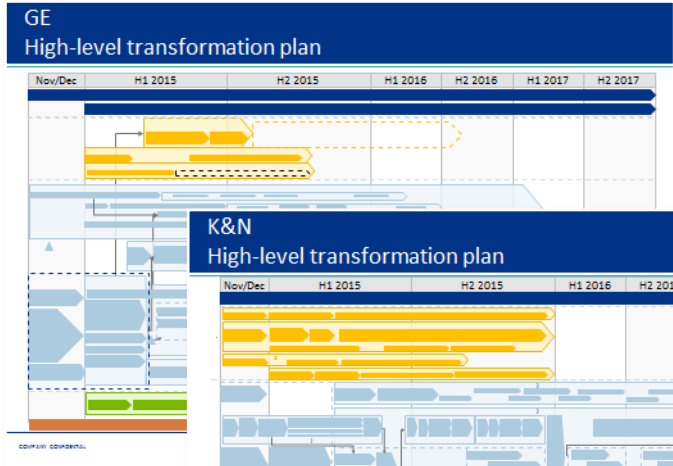 GE
High-level transformation plan
Nov/Dec H1 2015 H2 2015 H1 2016 H2 2016 H1 2017 H2 2017
K&N
High-level transformation plan
Nov/Dec H1 2015 H2 2015 H1 2016 H2 201
COMPANY CONFIDENTIAL